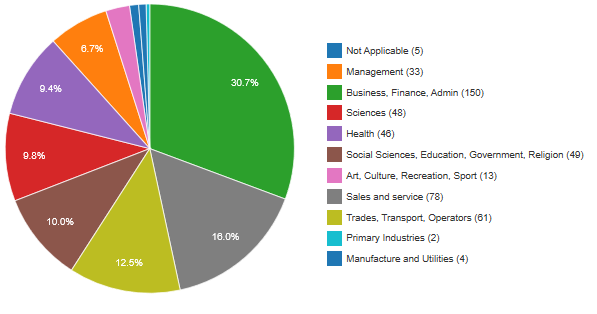 6.7%
30.7%
9.4%
9.8%
10.0%
16.0%
12.5%
Not Applicable (5)
Management (33)
Business, Finance, Admin (150)
Sciences (48)
Health (46)
Social Sciences, Education, Government, Religion (49)
Art, Culture, Recreation, Sport (13)
Sales and service (78)
Trades, Transport, Operators (61)
Primary Industries (2)
Manufacture and Utilities (4)